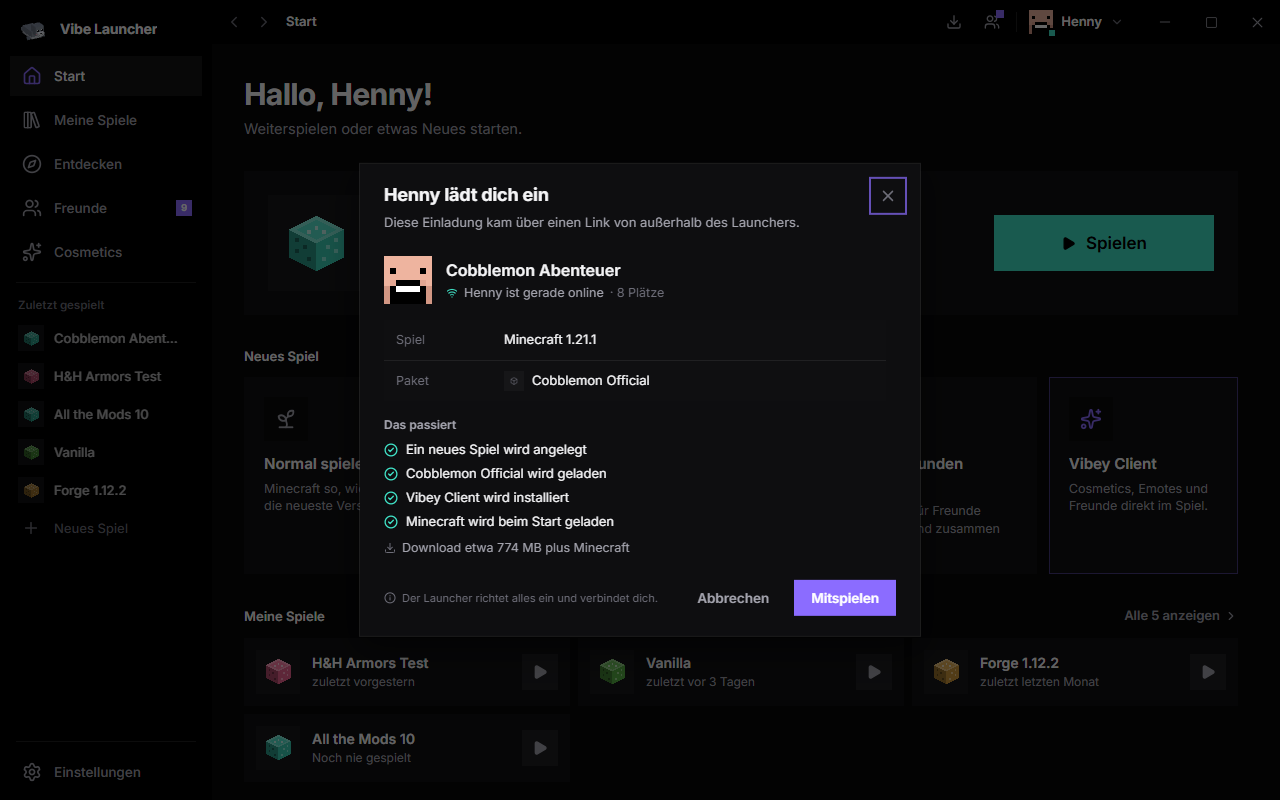 Vibe Launcher
Start
Henny
Start
Meine Spiele
Entdecken
Freunde
9
Cosmetics
Zuletzt gespielt
Cobblemon Abent...
H&H Armors Test
All the Mods 10
Vanilla
Forge 1.12.2
Neues Spiel
Einstellungen
Hallo, Henny!
Weiterspielen oder etwas Neues starten.
Spielen
Henny lädt dich ein
Diese Einladung kam über einen Link von außerhalb des Launchers.
Cobblemon Abenteuer
Henny ist gerade online · 8 Plätze
Spiel Minecraft 1.21.1
Paket Cobblemon Official
Das passiert
Ein neues Spiel wird angelegt
Cobblemon Official wird geladen
Vibey Client wird installiert
Minecraft wird beim Start geladen
Download etwa 774 MB plus Minecraft
Der Launcher richtet alles ein und verbindet dich.
Abbrechen
Mitspielen
Neues Spiel
Normal spiele
Minecraft so, wi
die neueste Vers
unden
ür Freunde
nd zusammen
Vibey Client
Cosmetics, Emotes und
Freunde direkt im Spiel.
Meine Spiele
Alle 5 anzeigen
H&H Armors Test
zuletzt vorgestern
Vanilla
zuletzt vor 3 Tagen
Forge 1.12.2
zuletzt letzten Monat
All the Mods 10
Noch nie gespielt